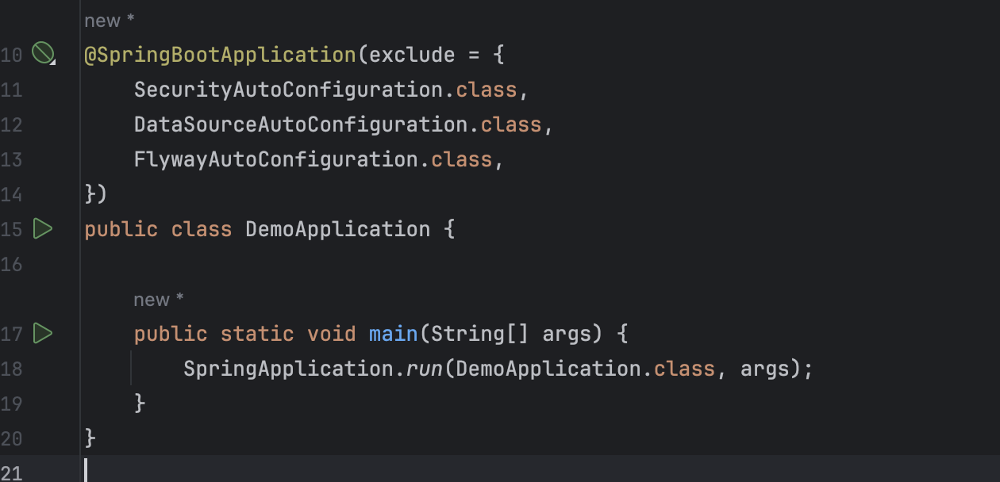 new *
10 @SpringBootApplication(exclude = {
11 SecurityAutoConfiguration.class,
12 DataSourceAutoConfiguration.class,
13 FlywayAutoConfiguration.class,
14 })
15 public class DemoApplication {
16
new *
17 public static void main(String[] args) {
18 SpringApplication.run(DemoApplication.class, args);
19 }
20 }
21